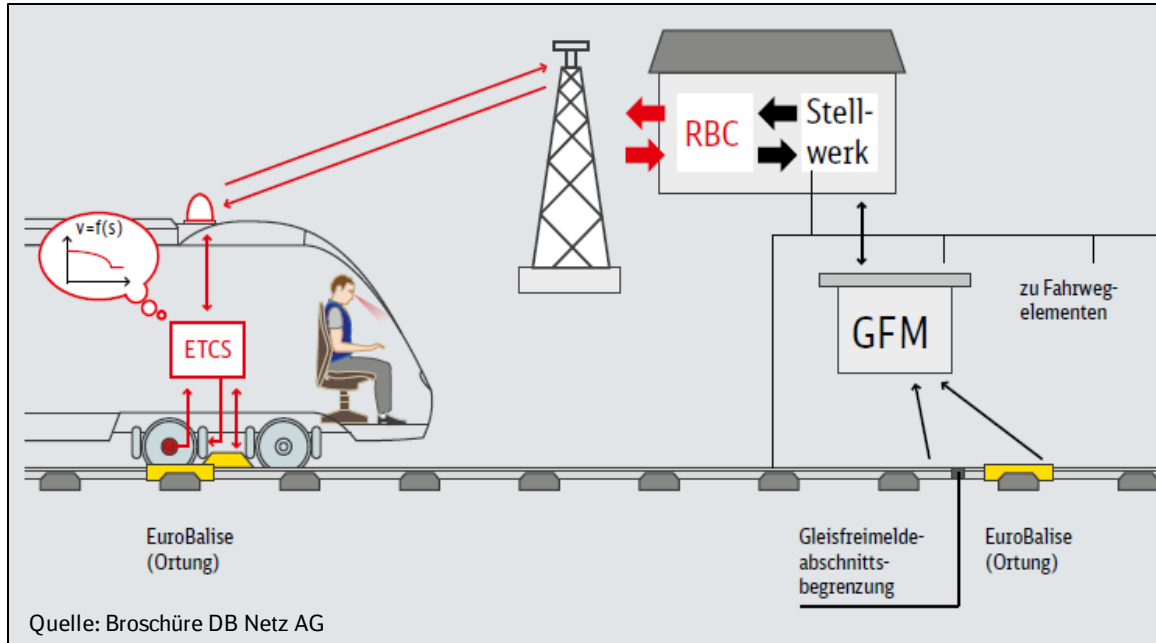 v=f(s)
ETCS
RBC
Stell-
werk
GFM
zu Fahrweg-
elementen
EuroBalise
(Ortung)
Gleisfreimelde-
abschnitts-
begrenzung
EuroBalise
(Ortung)
Quelle: Broschüre DB Netz AG